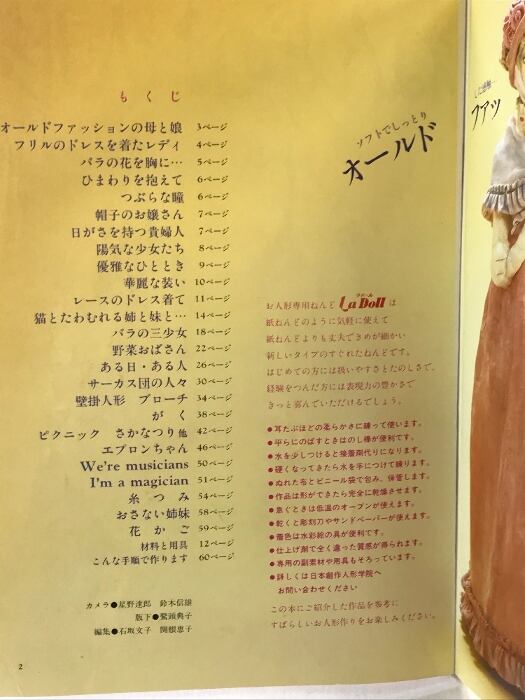 もくじ
オールドファッションの母と娘 3ページ
フリルのドレスを着たレディ 4ページ
バラの花を胸に… 5ページ
ひまわりを抱えて 6ページ
つぶらな瞳 6ページ
帽子のお嬢さん 7ページ
日がさを持つ貴婦人 7ページ
陽気な少女たち 8ページ
優雅なひととき 9ページ
華麗な装い 10ページ
レースのドレス着て 11ページ
猫とたわむれる姉と妹と… 14ページ
バラの三少女 18ページ
野菜おばさん 22ページ
ある日・ある人 26ページ
サーカス団の人々 30ページ
壁掛人形 ブローチ 34ページ
がく 38ページ
ピクニック さかなつり他 42ページ
エプロンちゃん 46ページ
We're musicians 50ページ
I'm a magician 51ページ
糸つみ 54ページ
おさない姉妹 58ページ
花かご 59ページ
材料と用具 12ページ
こんな手順で作ります 60ページ
カメラ●星野達郎 鈴木信雄
版下●鷲頭典子
編集●石坂文子 関根恵子
2
ソフトでしっとり
オールド
ファッ
お人形専用ねんど La Doll は
紙ねんどのように気軽に使えて
紙ねんどよりも丈夫できめが細かい
新しいタイプのすぐれたねんどです。
はじめての方には扱いやすさとたのしさで、
経験をつんだ方には表現力の豊かさで
きっと喜んでいただけるでしょう。
●耳たぶほどの柔らかさに練って使います。
●平らにのばすときはのし棒が便利です。
●水を少しつけると接着剤代りになります。
●硬くなってきたら水を手につけて練ります。
●ぬれた布とビニール袋で包み、保管します。
●作品は形ができたら完全に乾燥させます。
●急ぐときは低温のオーブンが使えます。
●乾くと彫刻刀やサンドペーパーが使えます。
●着色は水彩絵の具が便利です。
●仕上げ剤で全く違った質感が得られます。
●専用の副素材や用具もそろっています。
●詳しくは日本創作人形学院へ
お問い合わせください
この本にご紹介した作品を参考に
すばらしいお人形作りをお楽しみください。